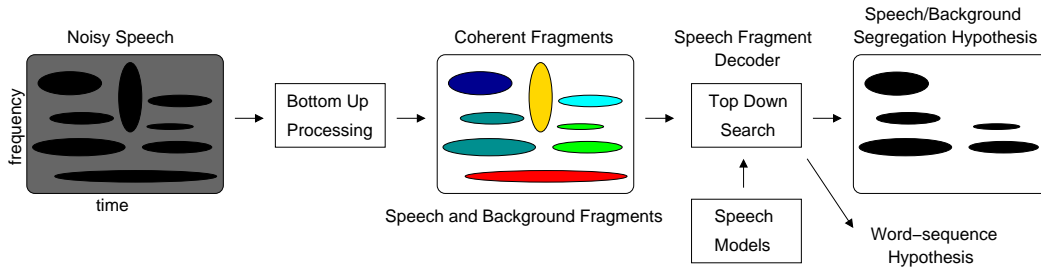 Noisy Speech
frequency
time
Bottom Up
Processing
Coherent Fragments
Speech and Background Fragments
Speech Fragment
Decoder
Top Down
Search
Speech
Models
Speech/Background
Segregation Hypothesis
Word−sequence
Hypothesis